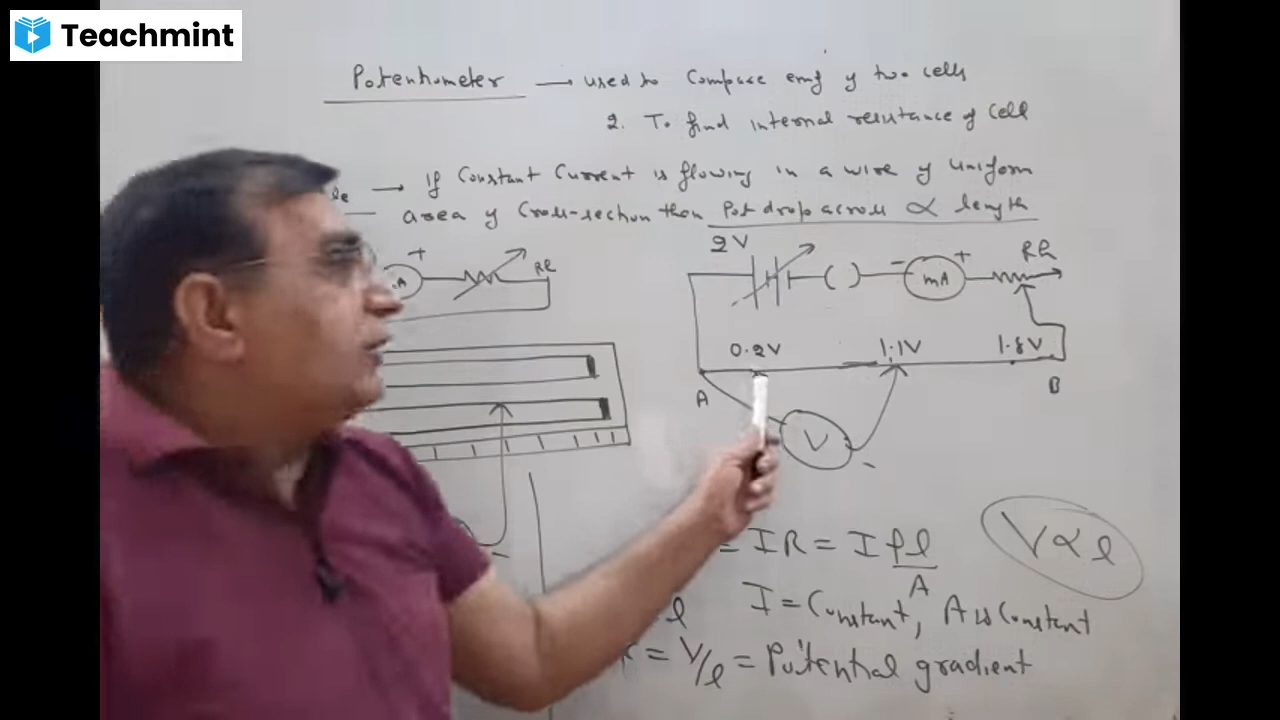 Teachmint
Potentiometer → used to Compare emf of two cells
2. To find internal resistance of Cell
le → If Constant Current is flowing in a wire of Uniform
area of Cross-section then Pot drop across ∝ length
+
A
Rh
2V
( )
- mA +
Rh
0.2V 1.1V 1.8V
A B
V
-
-
= IR = I ρl/A
V ∝ l
l I = Constant, A is Constant
K = V/l = Potential gradient